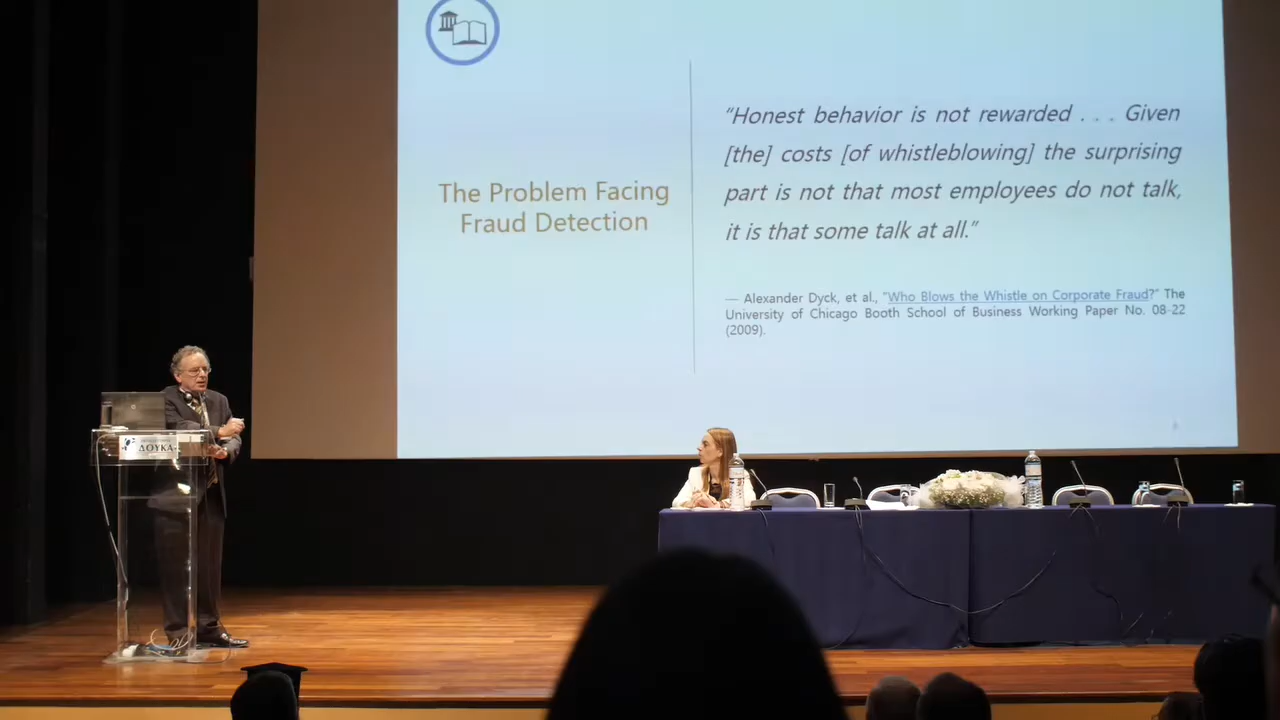 The Problem Facing
Fraud Detection
“Honest behavior is not rewarded . . . Given
[the] costs [of whistleblowing] the surprising
part is not that most employees do not talk,
it is that some talk at all.”
— Alexander Dyck, et al., “Who Blows the Whistle on Corporate Fraud?” The
University of Chicago Booth School of Business Working Paper No. 08-22
(2009).
ΔΟΥΚΑ